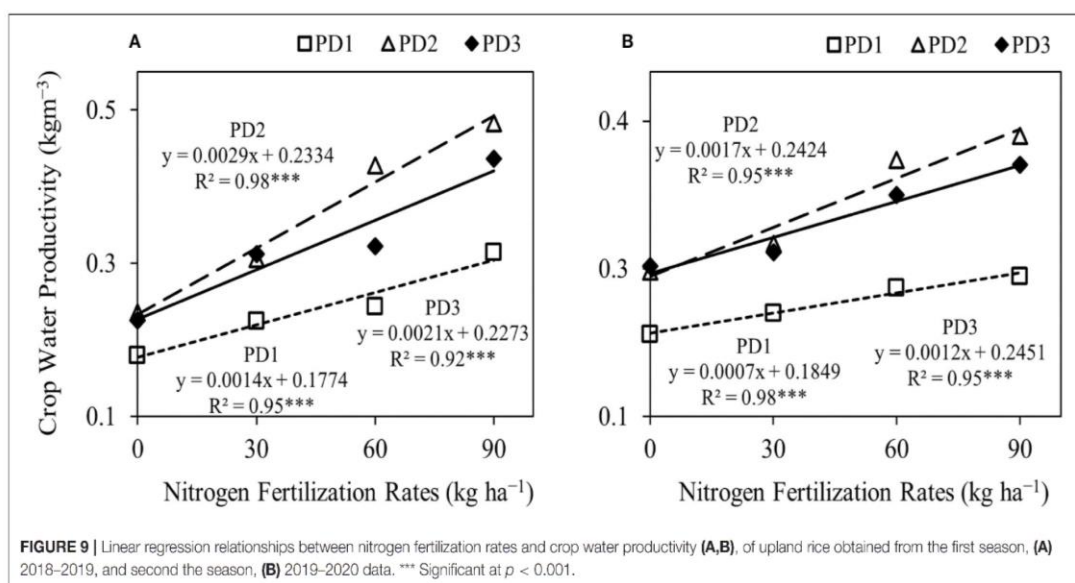 A
PD1 PD2 PD3
Crop Water Productivity (kgm⁻³)
0.5
0.3
0.1
PD2
y = 0.0029x + 0.2334
R² = 0.98***
PD3
y = 0.0021x + 0.2273
R² = 0.92***
PD1
y = 0.0014x + 0.1774
R² = 0.95***
0 30 60 90
Nitrogen Fertilization Rates (kg ha⁻¹)
B
PD1 PD2 PD3
0.4
0.3
0.1
PD2
y = 0.0017x + 0.2424
R² = 0.95***
PD1
y = 0.0007x + 0.1849
R² = 0.98***
PD3
y = 0.0012x + 0.2451
R² = 0.95***
0 30 60 90
Nitrogen Fertilization Rates (kg ha⁻¹)
FIGURE 9 | Linear regression relationships between nitrogen fertilization rates and crop water productivity (A,B), of upland rice obtained from the first season, (A)
2018–2019, and second the season, (B) 2019–2020 data. *** Significant at p < 0.001.